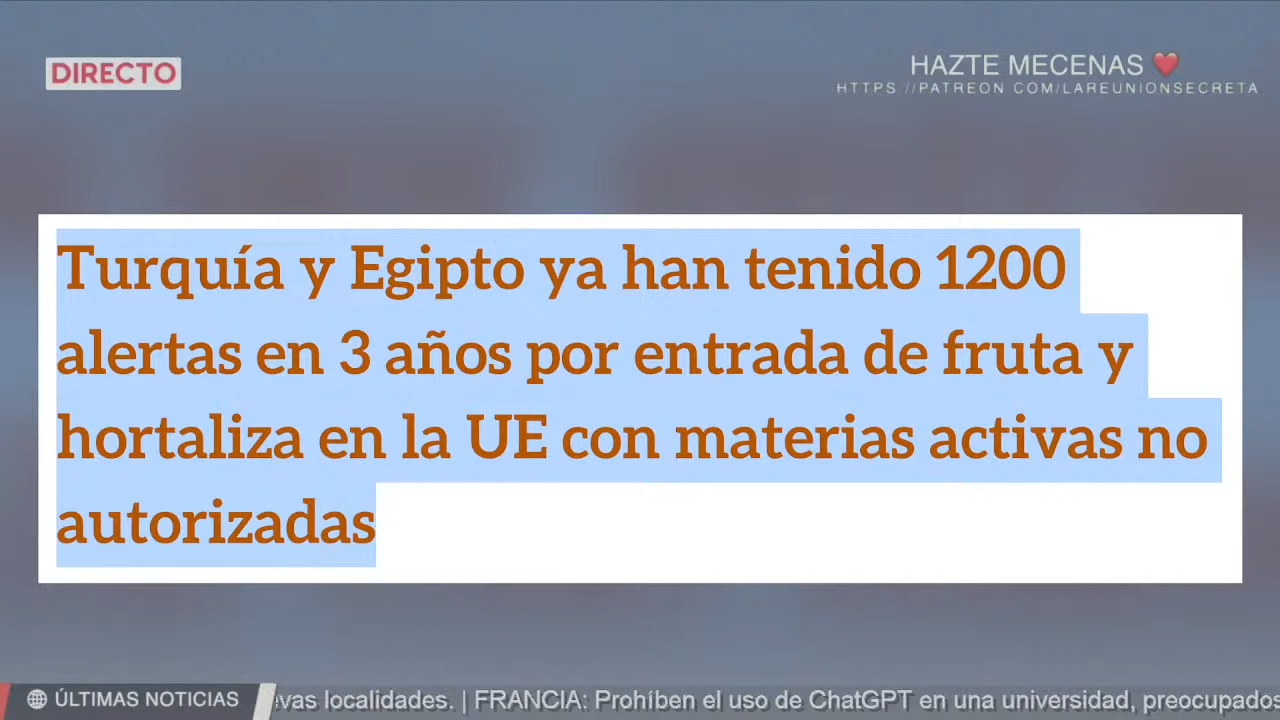 DIRECTO
HAZTE MECENAS ❤️
HTTPS //PATREON COM/LAREUNIONSECRETA
Turquía y Egipto ya han tenido 1200
alertas en 3 años por entrada de fruta y
hortaliza en la UE con materias activas no
autorizadas
ÚLTIMAS NOTICIAS
evas localidades. | FRANCIA: Prohíben el uso de ChatGPT en una universidad, preocupados